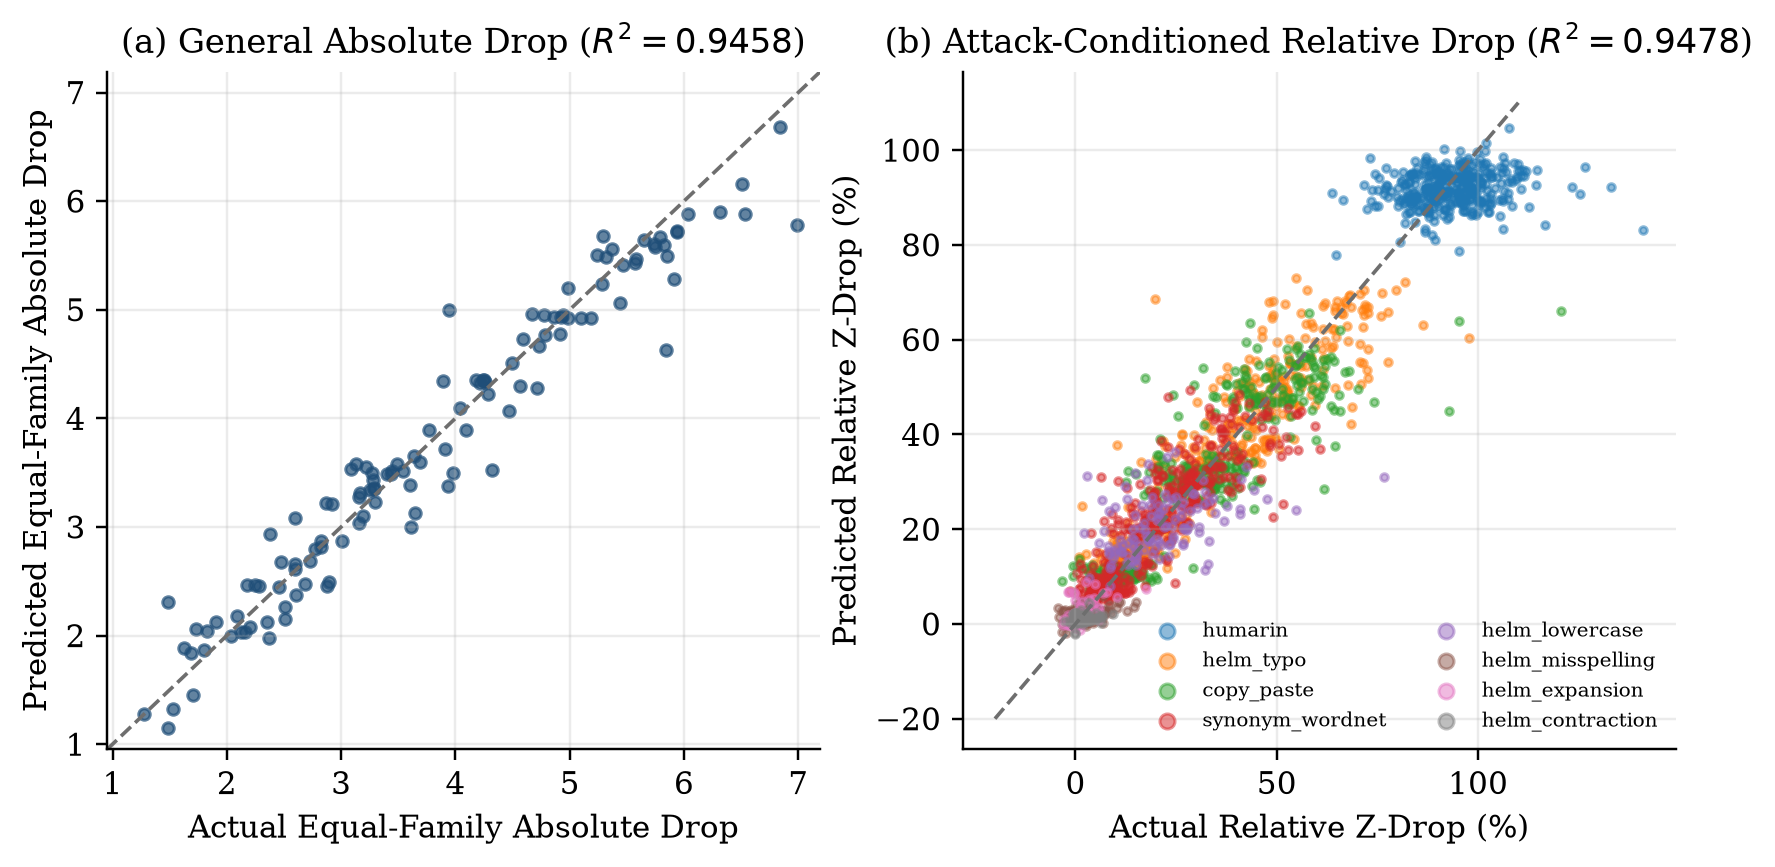 (a) General Absolute Drop (R² = 0.9458)
Predicted Equal-Family Absolute Drop
7
6
5
4
3
2
1
1 2 3 4 5 6 7
Actual Equal-Family Absolute Drop
(b) Attack-Conditioned Relative Drop (R² = 0.9478)
Predicted Relative Z-Drop (%)
100
80
60
40
20
0
−20
humarin
helm_typo
copy_paste
synonym_wordnet
helm_lowercase
helm_misspelling
helm_expansion
helm_contraction
0 50 100
Actual Relative Z-Drop (%)